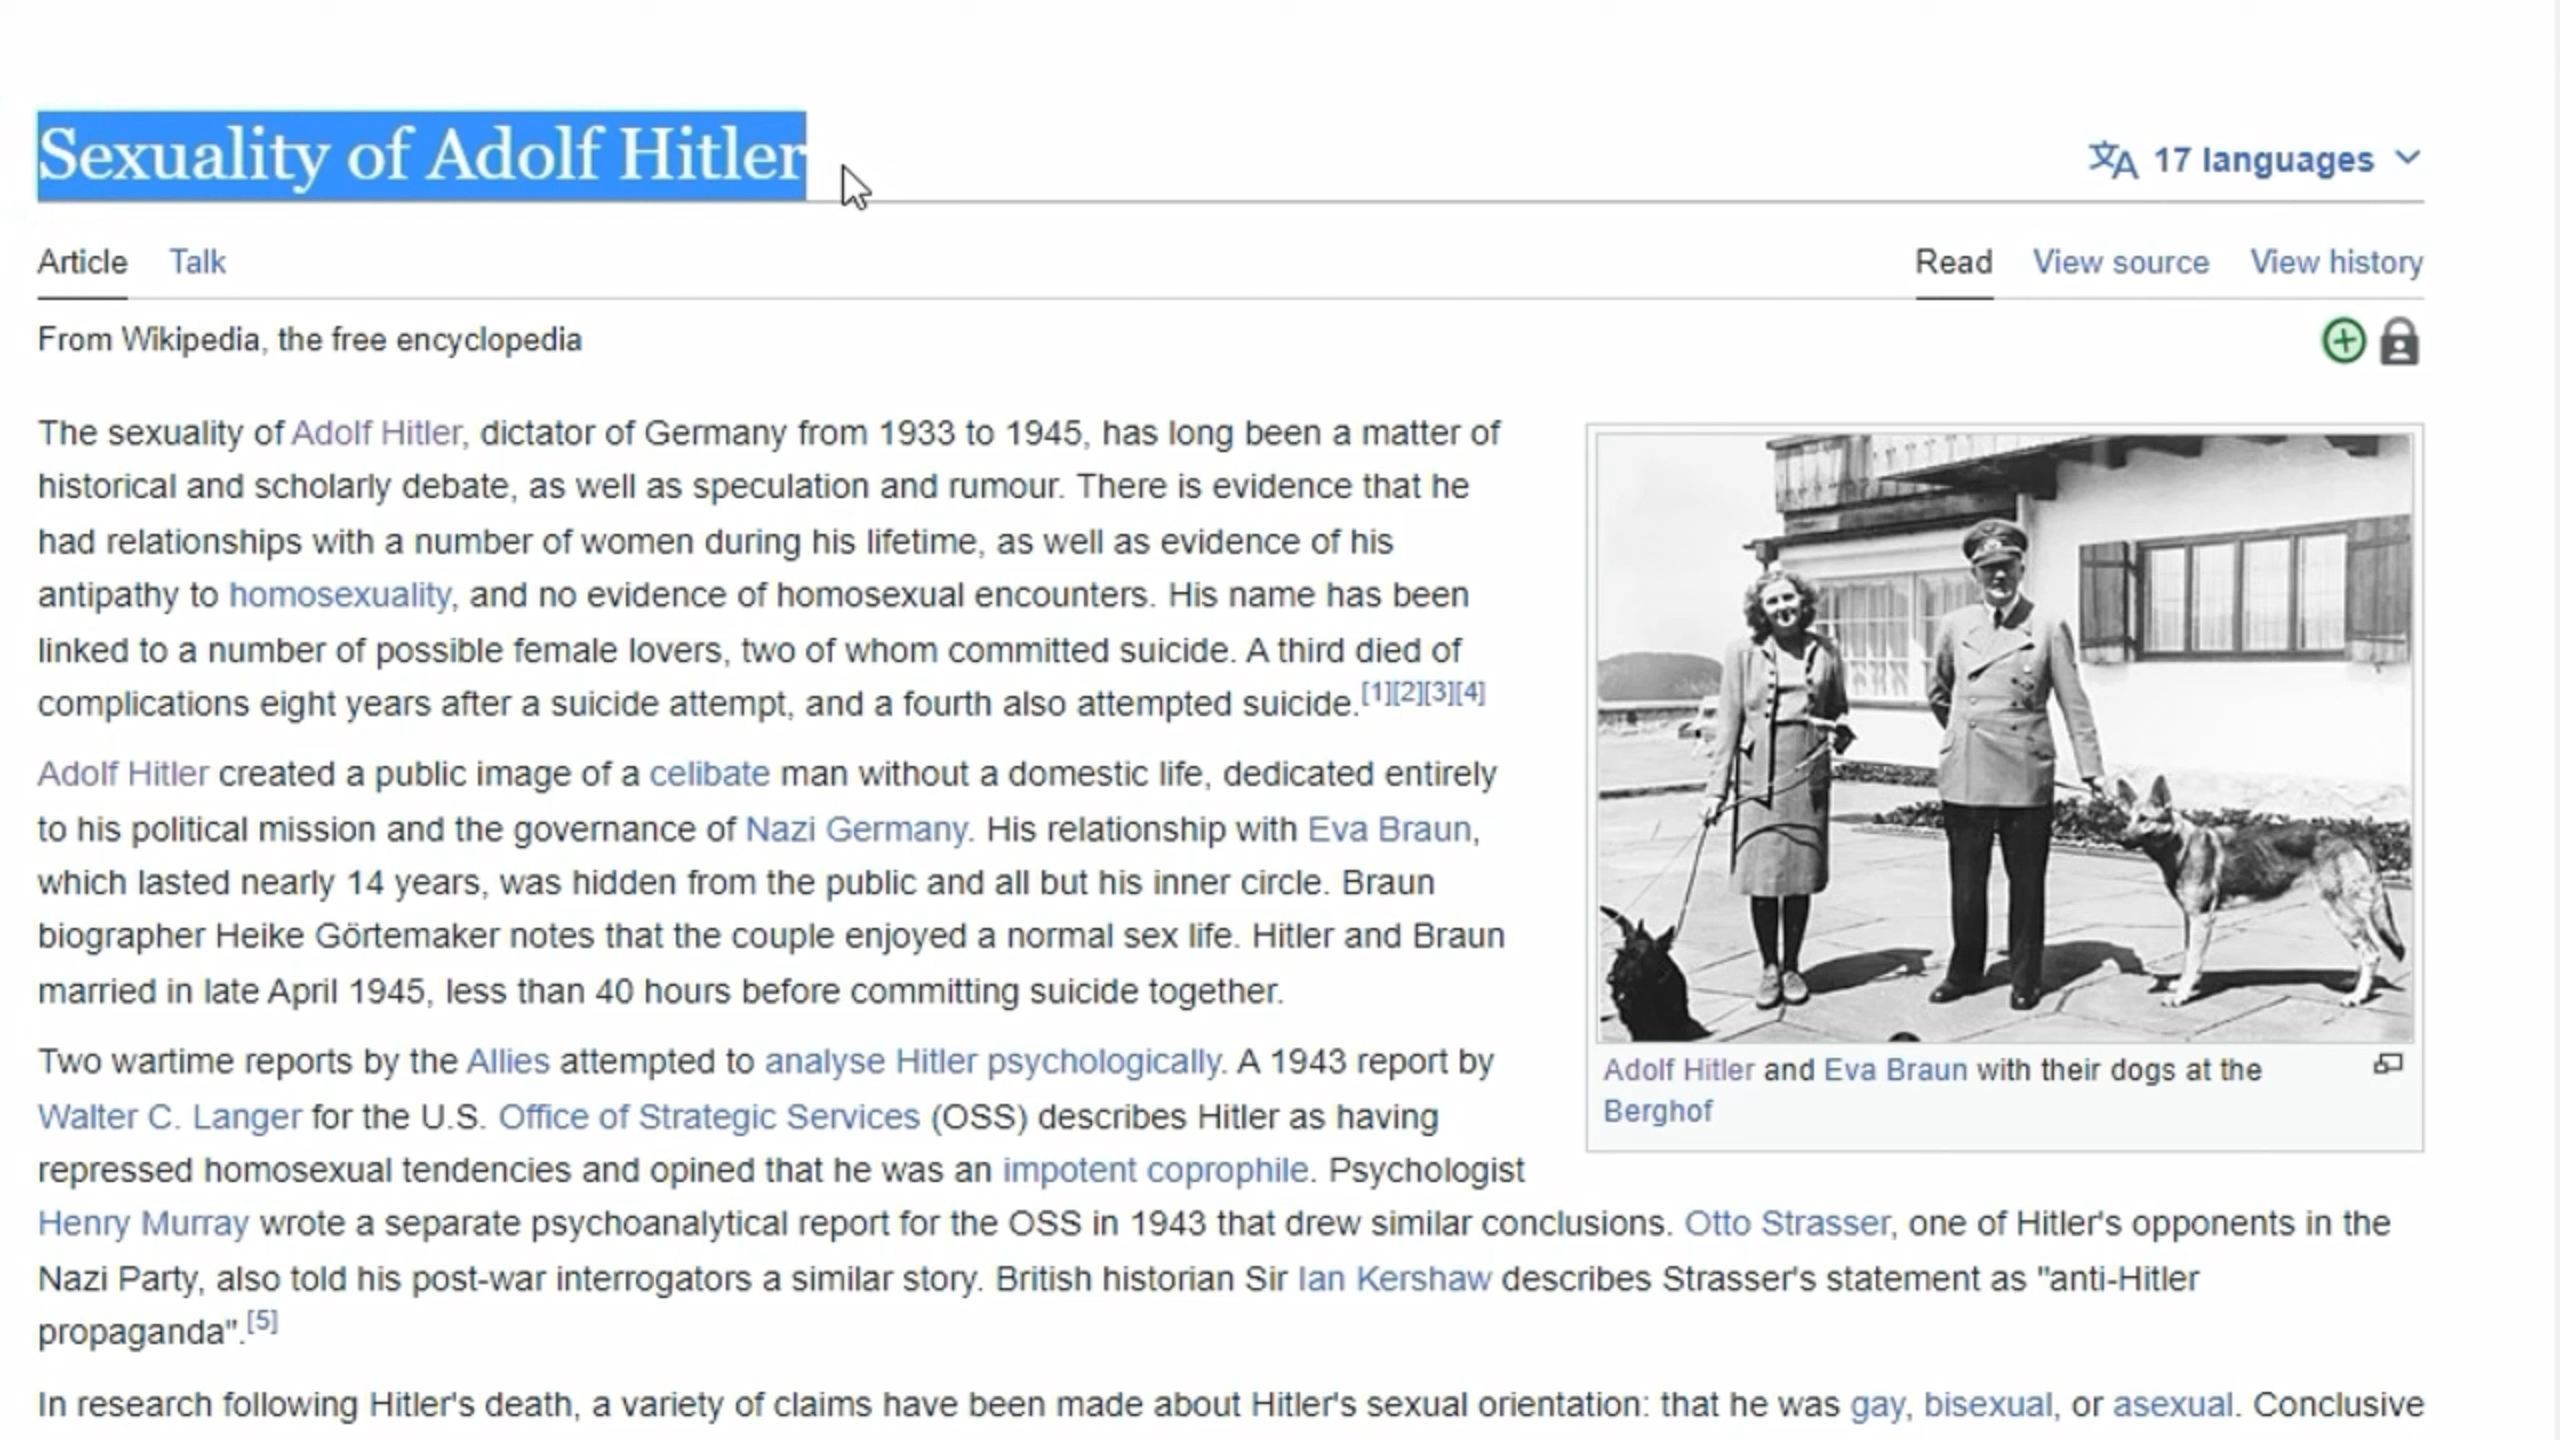 Sexuality of Adolf Hitler
17 languages
Article Talk
Read View source View history
From Wikipedia, the free encyclopedia
The sexuality of Adolf Hitler, dictator of Germany from 1933 to 1945, has long been a matter of
historical and scholarly debate, as well as speculation and rumour. There is evidence that he
had relationships with a number of women during his lifetime, as well as evidence of his
antipathy to homosexuality, and no evidence of homosexual encounters. His name has been
linked to a number of possible female lovers, two of whom committed suicide. A third died of
complications eight years after a suicide attempt, and a fourth also attempted suicide.[1][2][3][4]
Adolf Hitler created a public image of a celibate man without a domestic life, dedicated entirely
to his political mission and the governance of Nazi Germany. His relationship with Eva Braun,
which lasted nearly 14 years, was hidden from the public and all but his inner circle. Braun
biographer Heike Görtemaker notes that the couple enjoyed a normal sex life. Hitler and Braun
married in late April 1945, less than 40 hours before committing suicide together.
Adolf Hitler and Eva Braun with their dogs at the
Berghof
Two wartime reports by the Allies attempted to analyse Hitler psychologically. A 1943 report by
Walter C. Langer for the U.S. Office of Strategic Services (OSS) describes Hitler as having
repressed homosexual tendencies and opined that he was an impotent coprophile. Psychologist
Henry Murray wrote a separate psychoanalytical report for the OSS in 1943 that drew similar conclusions. Otto Strasser, one of Hitler's opponents in the
Nazi Party, also told his post-war interrogators a similar story. British historian Sir Ian Kershaw describes Strasser's statement as "anti-Hitler
propaganda".[5]
In research following Hitler's death, a variety of claims have been made about Hitler's sexual orientation: that he was gay, bisexual, or asexual. Conclusive